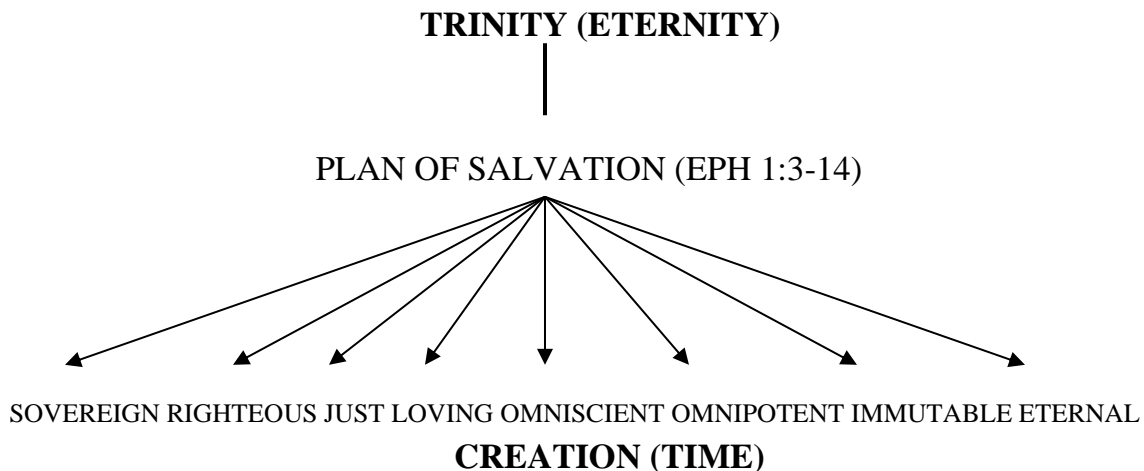 TRINITY (ETERNITY)
PLAN OF SALVATION (EPH 1:3-14)
SOVEREIGN RIGHTEOUS JUST LOVING OMNISCIENT OMNIPOTENT IMMUTABLE ETERNAL
CREATION (TIME)